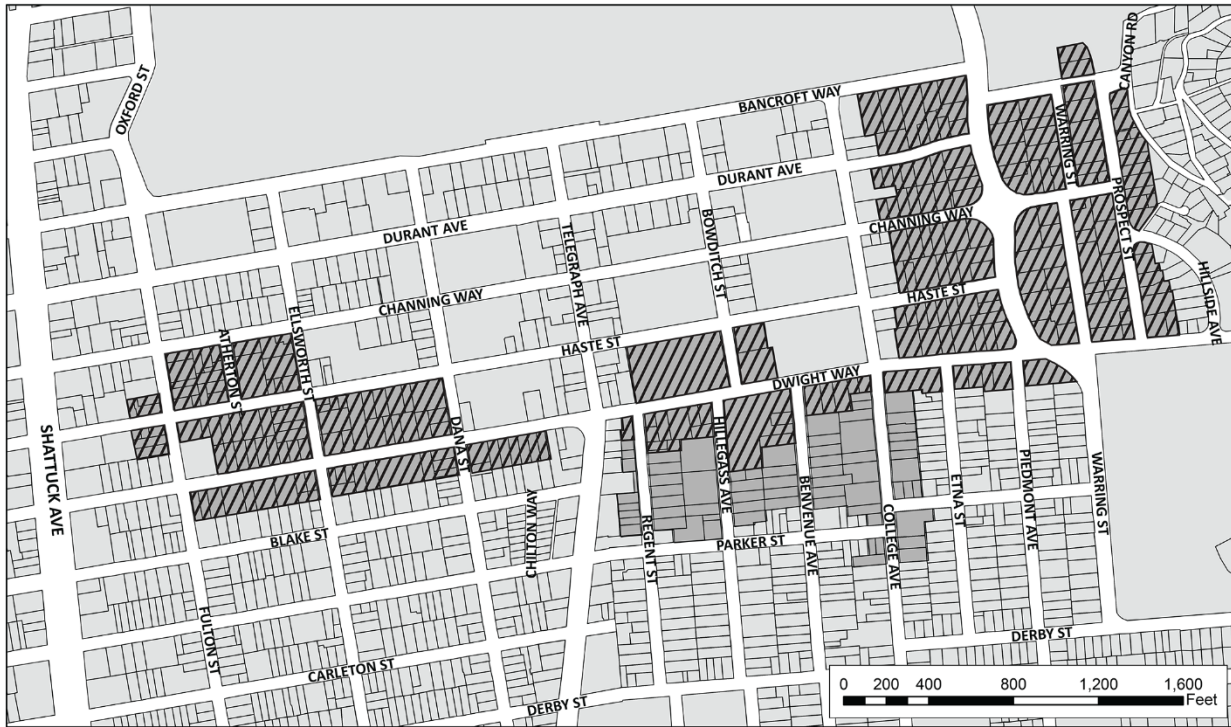 OXFORD ST
CANYON RD
BANCROFT WAY
WARRING ST
DURANT AVE
PROSPECT ST
DURANT AVE
TELEGRAPH AVE
BOWDITCH ST
CHANNING WAY
HILLSIDE AVE
CHANNING WAY
HASTE ST
ELLSWORTH ST
ATHERTON ST
HASTE ST
DWIGHT WAY
SHATTUCK AVE
DANA ST
HILLEGASS AVE
BENVENUE AVE
COLLEGE AVE
ETNA ST
PIEDMONT AVE
WARRING ST
CHILTON WAY
REGENT ST
BLAKE ST
PARKER ST
FULTON ST
DERBY ST
CARLETON ST
DERBY ST
0 200 400 800 1,200 1,600
Feet